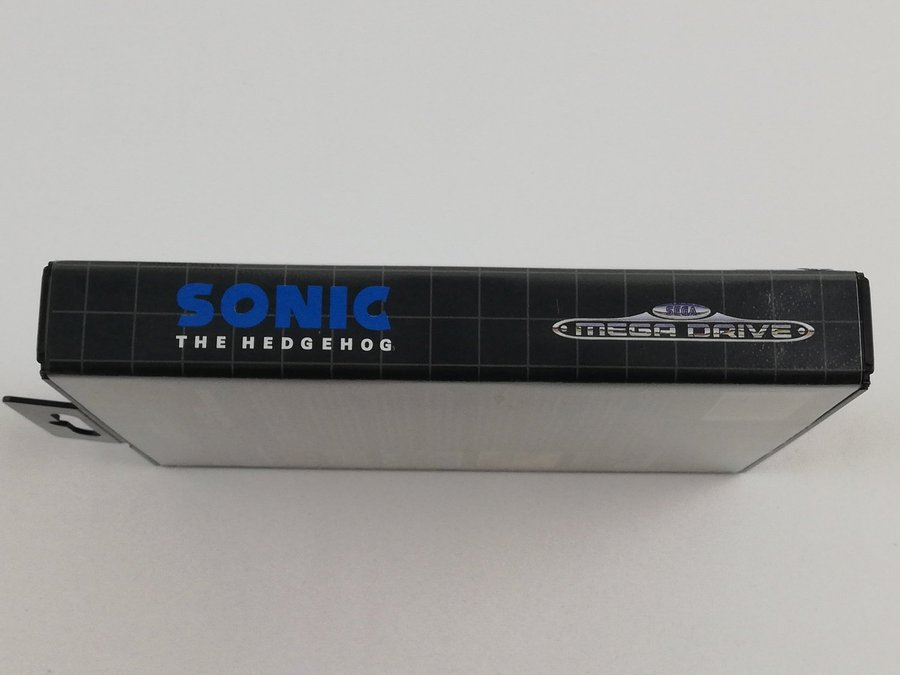 SONIC
THE HEDGEHOG
SEGA
MEGA DRIVE